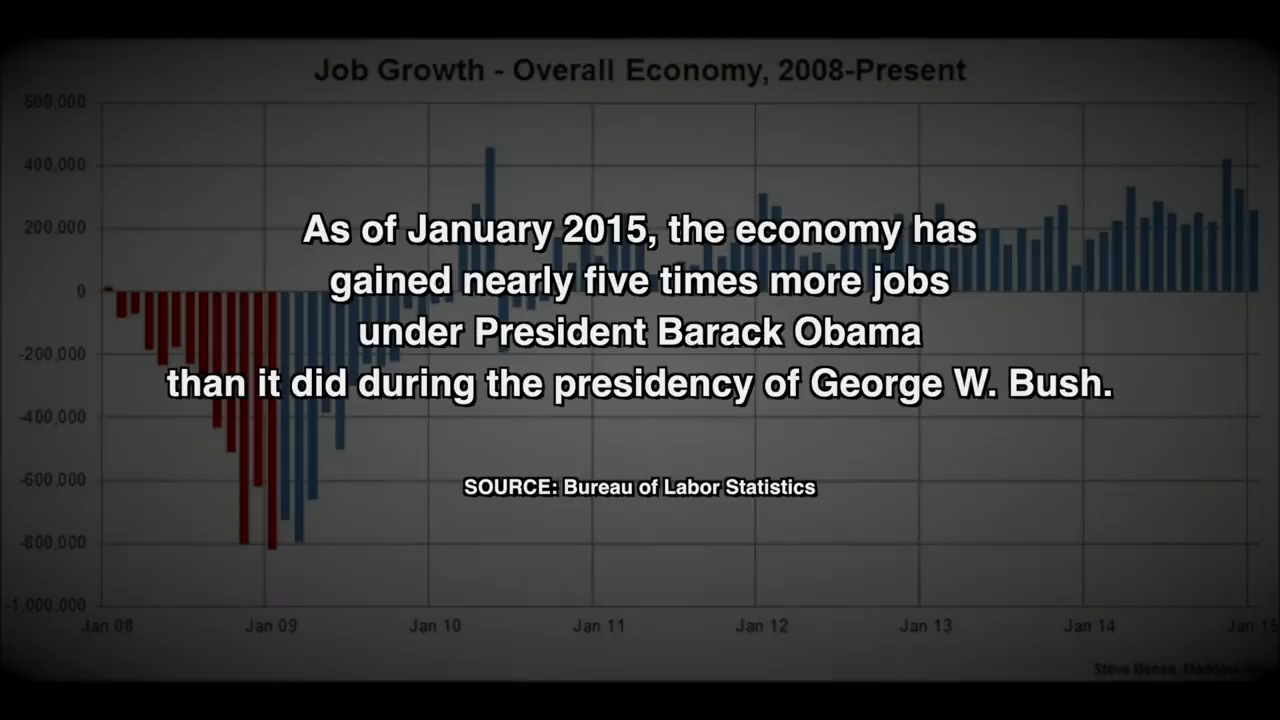 Job Growth - Overall Economy, 2008-Present
600,000
400,000
200,000
0
-200,000
-400,000
-600,000
-800,000
-1,000,000
As of January 2015, the economy has
gained nearly five times more jobs
under President Barack Obama
than it did during the presidency of George W. Bush.
SOURCE: Bureau of Labor Statistics
Jan 08 Jan 09 Jan 10 Jan 11 Jan 12 Jan 13 Jan 14 Jan 15
Steve Benen, Maddow